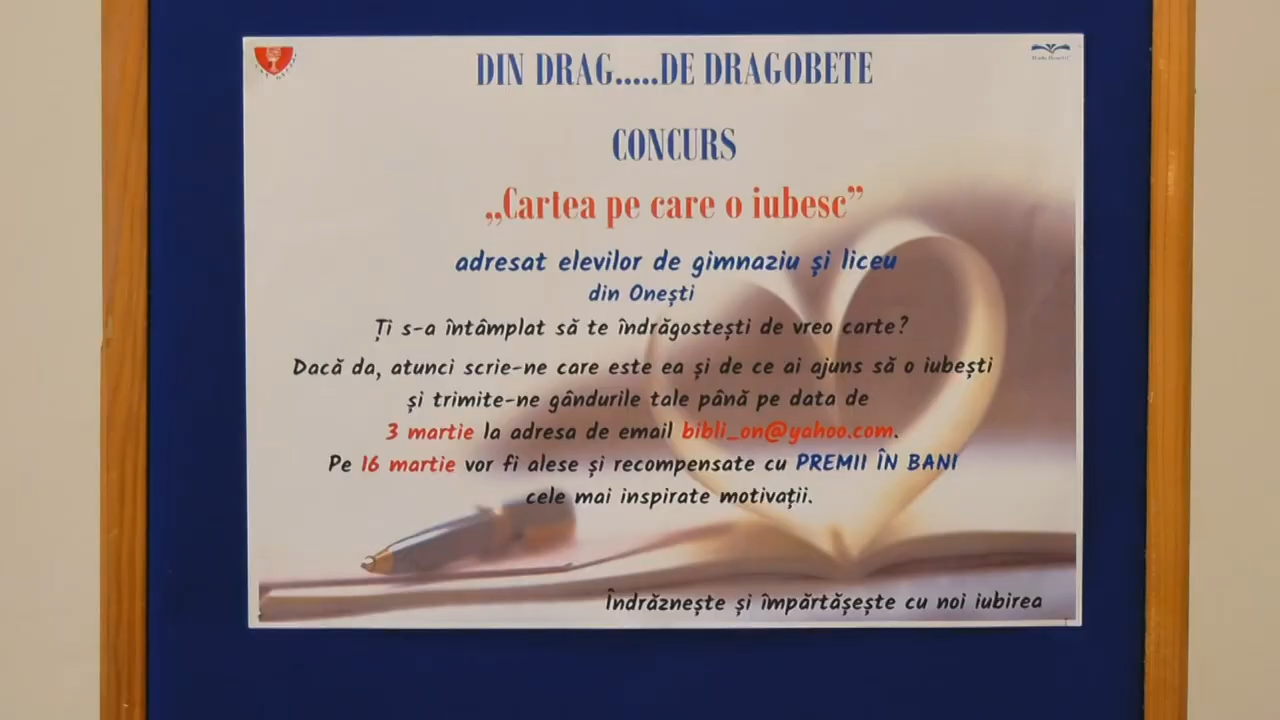 DIN DRAG.....DE DRAGOBETE
CONCURS
„Cartea pe care o iubesc”
adresat elevilor de gimnaziu și liceu
din Onești
Ți s-a întâmplat să te îndrăgostești de vreo carte?
Dacă da, atunci scrie-ne care este ea și de ce ai ajuns să o iubești
și trimite-ne gândurile tale până pe data de
3 martie la adresa de email bibli_on@yahoo.com.
Pe 16 martie vor fi alese și recompensate cu PREMII ÎN BANI
cele mai inspirate motivații.
Îndrăznește și împărtășește cu noi iubirea